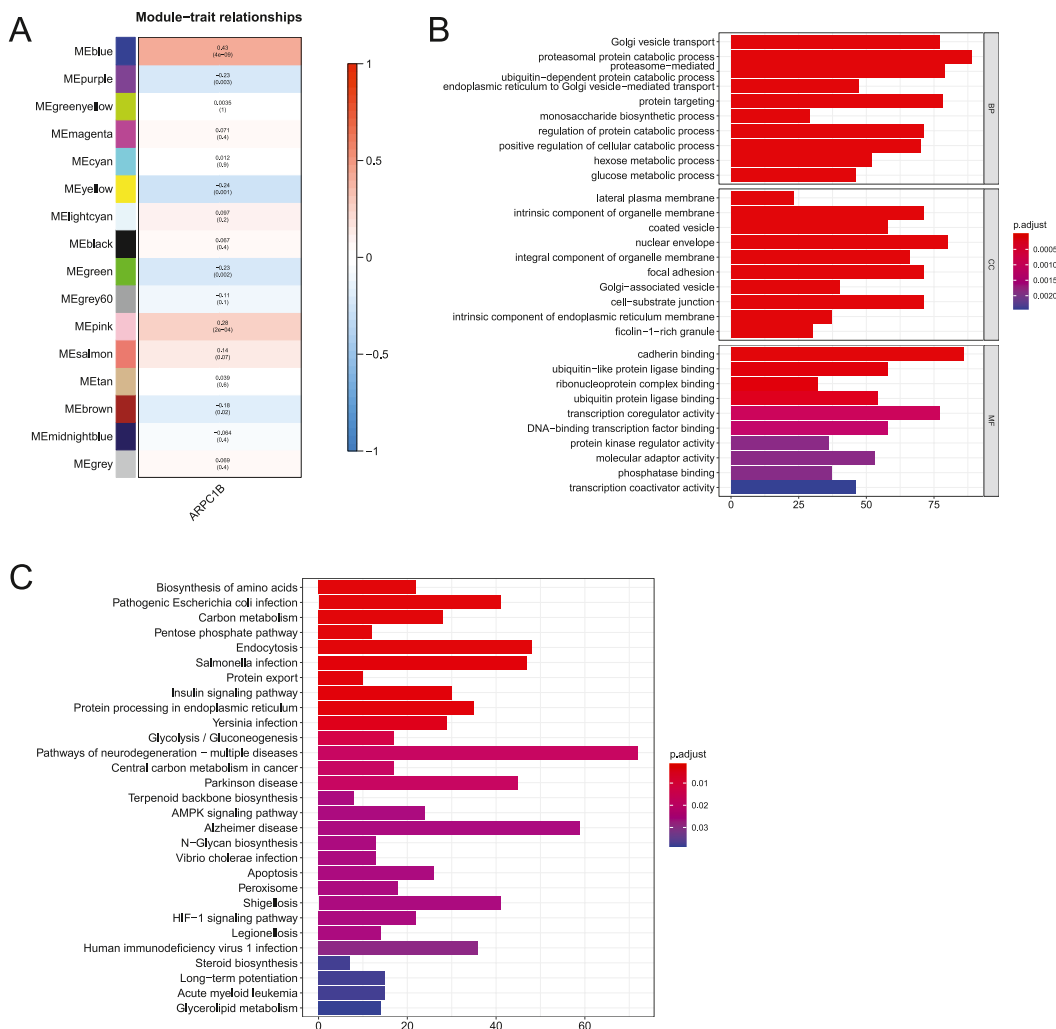 A
Module−trait relationships
MEblue
0.43
(4e−09)
MEpurple
−0.23
(0.003)
MEgreenyellow
0.0035
(1)
MEmagenta
0.071
(0.4)
MEcyan
0.012
(0.9)
MEyellow
−0.24
(0.001)
MElightcyan
0.097
(0.2)
MEblack
0.067
(0.4)
MEgreen
−0.23
(0.002)
MEgrey60
−0.11
(0.1)
MEpink
0.28
(2e−04)
MEsalmon
0.14
(0.07)
MEtan
0.039
(0.6)
MEbrown
−0.18
(0.02)
MEmidnightblue
−0.064
(0.4)
MEgrey
0.069
(0.4)
ARPC1B
1
0.5
0
−0.5
−1
B
Golgi vesicle transport
proteasomal protein catabolic process
proteasome−mediated
ubiquitin−dependent protein catabolic process
endoplasmic reticulum to Golgi vesicle−mediated transport
protein targeting
monosaccharide biosynthetic process
regulation of protein catabolic process
positive regulation of cellular catabolic process
hexose metabolic process
glucose metabolic process
BP
lateral plasma membrane
intrinsic component of organelle membrane
coated vesicle
nuclear envelope
integral component of organelle membrane
focal adhesion
Golgi−associated vesicle
cell−substrate junction
intrinsic component of endoplasmic reticulum membrane
ficolin−1−rich granule
CC
cadherin binding
ubiquitin−like protein ligase binding
ribonucleoprotein complex binding
ubiquitin protein ligase binding
transcription coregulator activity
DNA−binding transcription factor binding
protein kinase regulator activity
molecular adaptor activity
phosphatase binding
transcription coactivator activity
MF
0 25 50 75
p.adjust
0.0005
0.0010
0.0015
0.0020
C
Biosynthesis of amino acids
Pathogenic Escherichia coli infection
Carbon metabolism
Pentose phosphate pathway
Endocytosis
Salmonella infection
Protein export
Insulin signaling pathway
Protein processing in endoplasmic reticulum
Yersinia infection
Glycolysis / Gluconeogenesis
Pathways of neurodegeneration − multiple diseases
Central carbon metabolism in cancer
Parkinson disease
Terpenoid backbone biosynthesis
AMPK signaling pathway
Alzheimer disease
N−Glycan biosynthesis
Vibrio cholerae infection
Apoptosis
Peroxisome
Shigellosis
HIF−1 signaling pathway
Legionellosis
Human immunodeficiency virus 1 infection
Steroid biosynthesis
Long−term potentiation
Acute myeloid leukemia
Glycerolipid metabolism
0 20 40 60
p.adjust
0.01
0.02
0.03